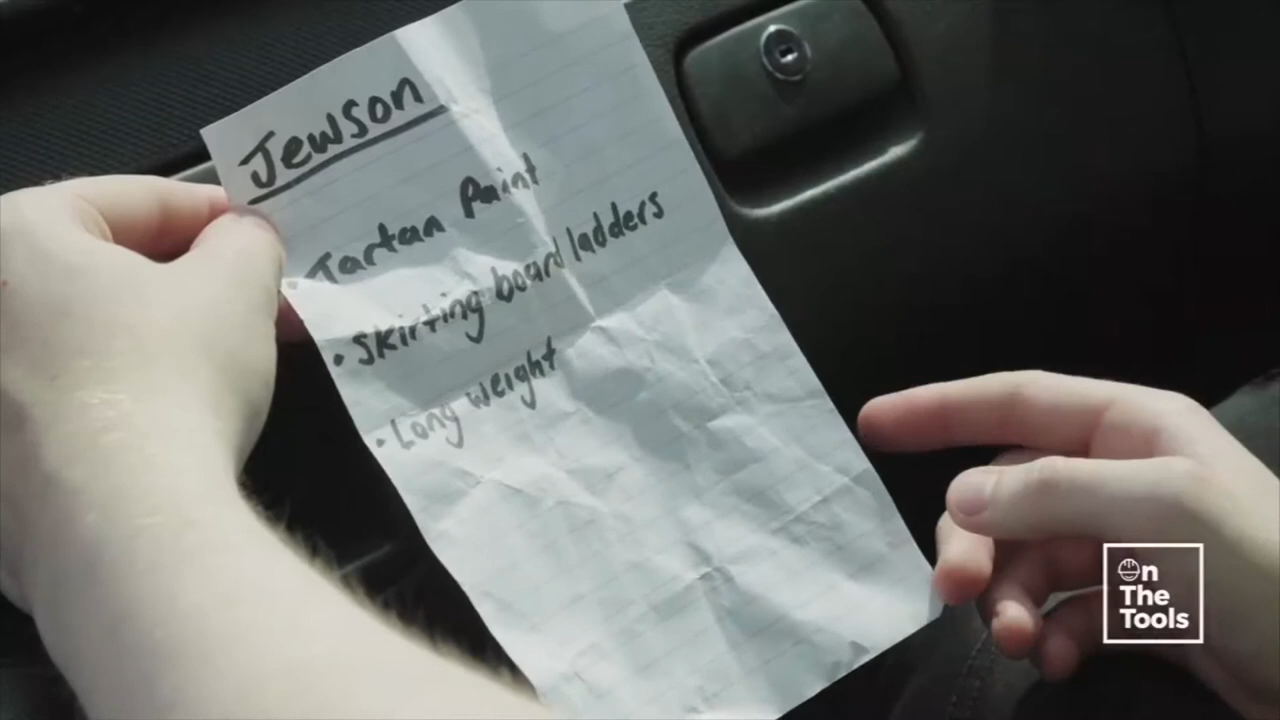 Jewson
• Tartan Paint
• Skirting board ladders
• Long weight
On
The
Tools